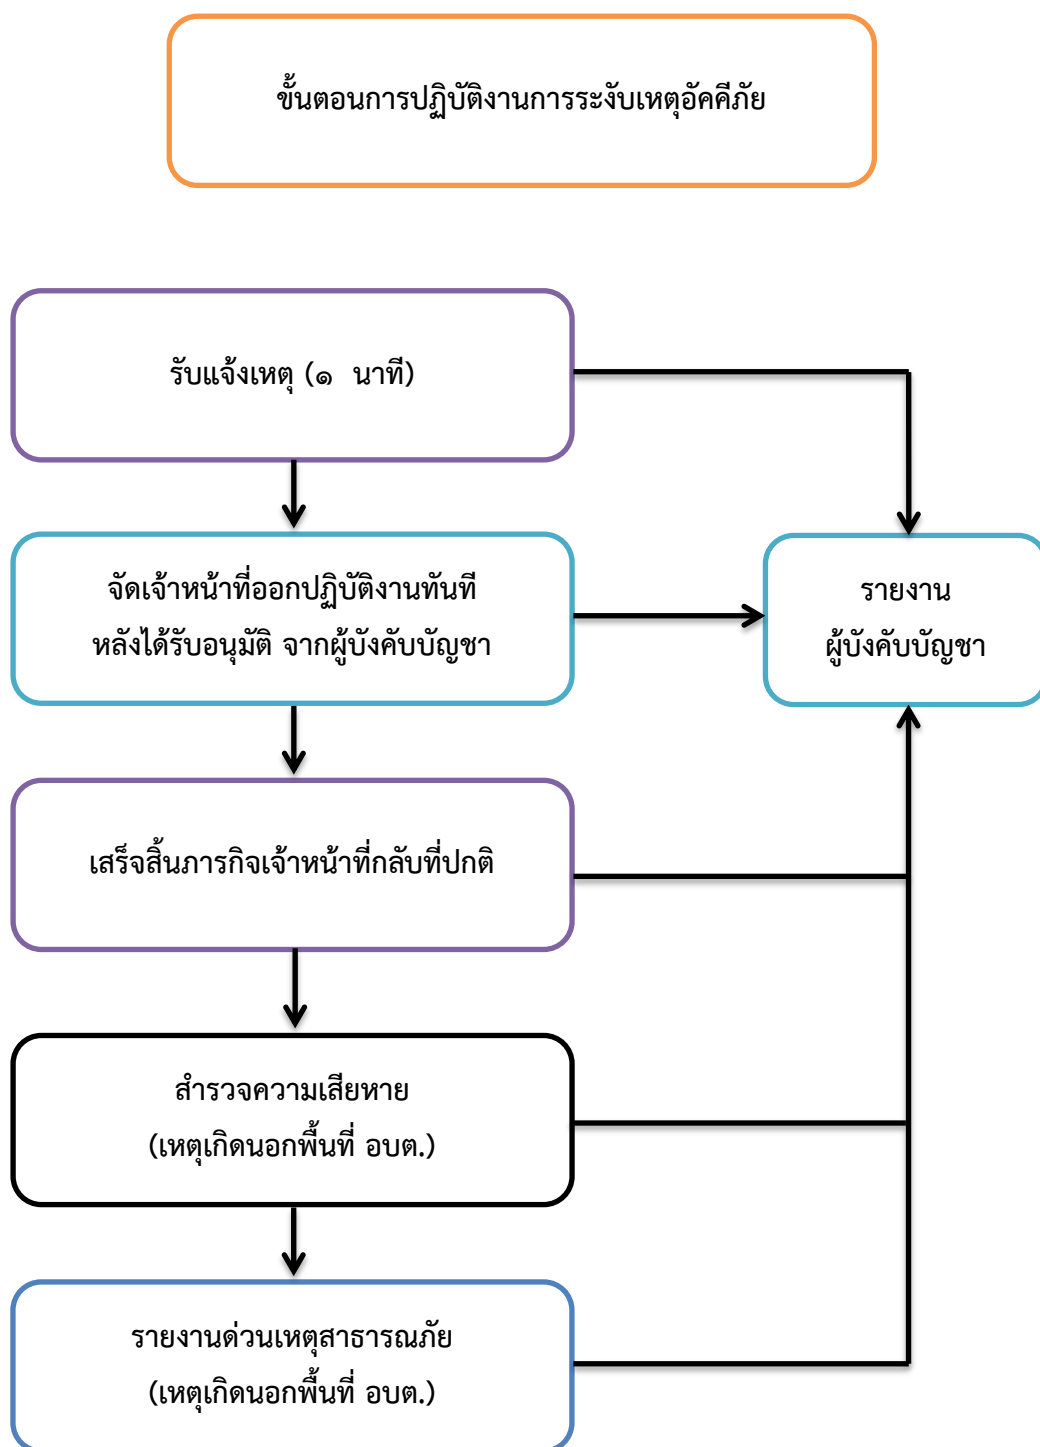 ขั้นตอนการปฏิบัติงานการระงับเหตุอัคคีภัย
รับแจ้งเหตุ (๑ นาที)
จัดเจ้าหน้าที่ออกปฏิบัติงานทันที
หลังได้รับอนุมัติ จากผู้บังคับบัญชา
รายงาน
ผู้บังคับบัญชา
เสร็จสิ้นภารกิจเจ้าหน้าที่กลับที่ปกติ
สำรวจความเสียหาย
(เหตุเกิดนอกพื้นที่ อบต.)
รายงานด่วนเหตุสาธารณภัย
(เหตุเกิดนอกพื้นที่ อบต.)